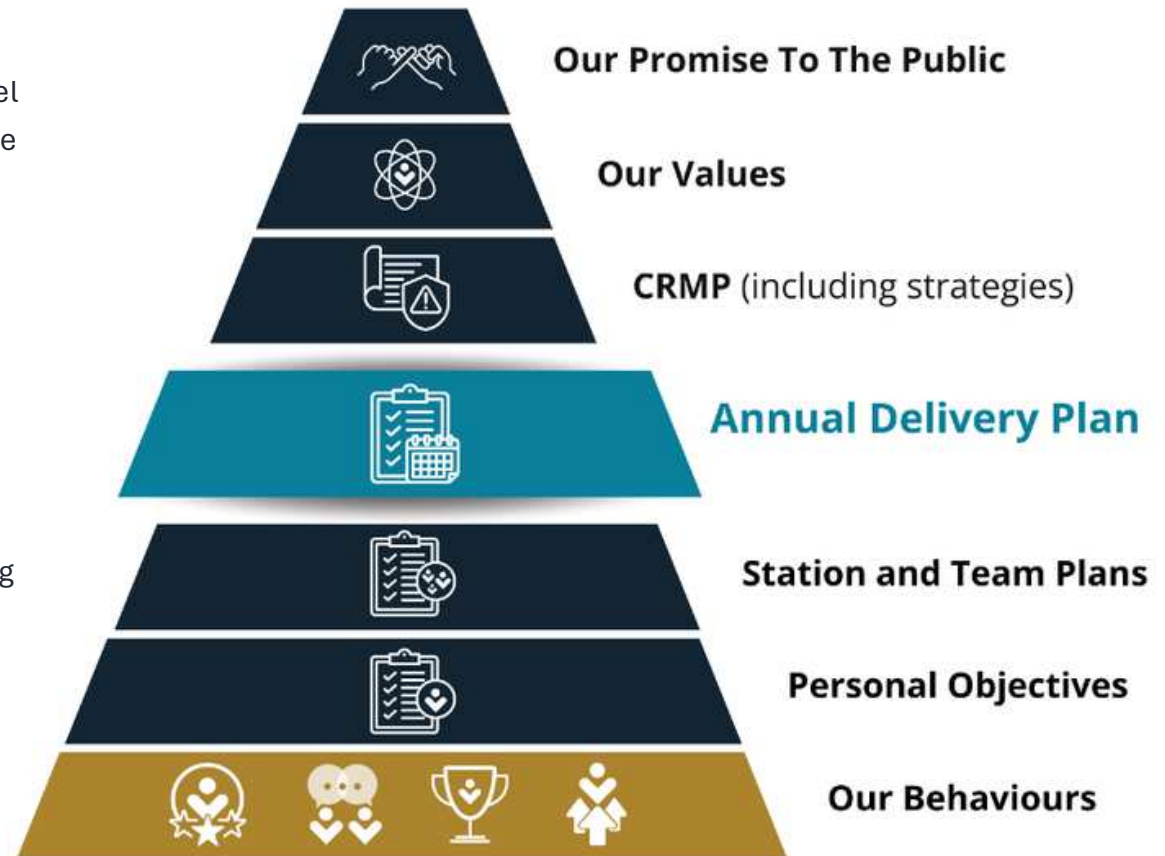 Our Promise To The Public
el
e
Our Values
CRMP (including strategies)
Annual Delivery Plan
g
Station and Team Plans
Personal Objectives
Our Behaviours